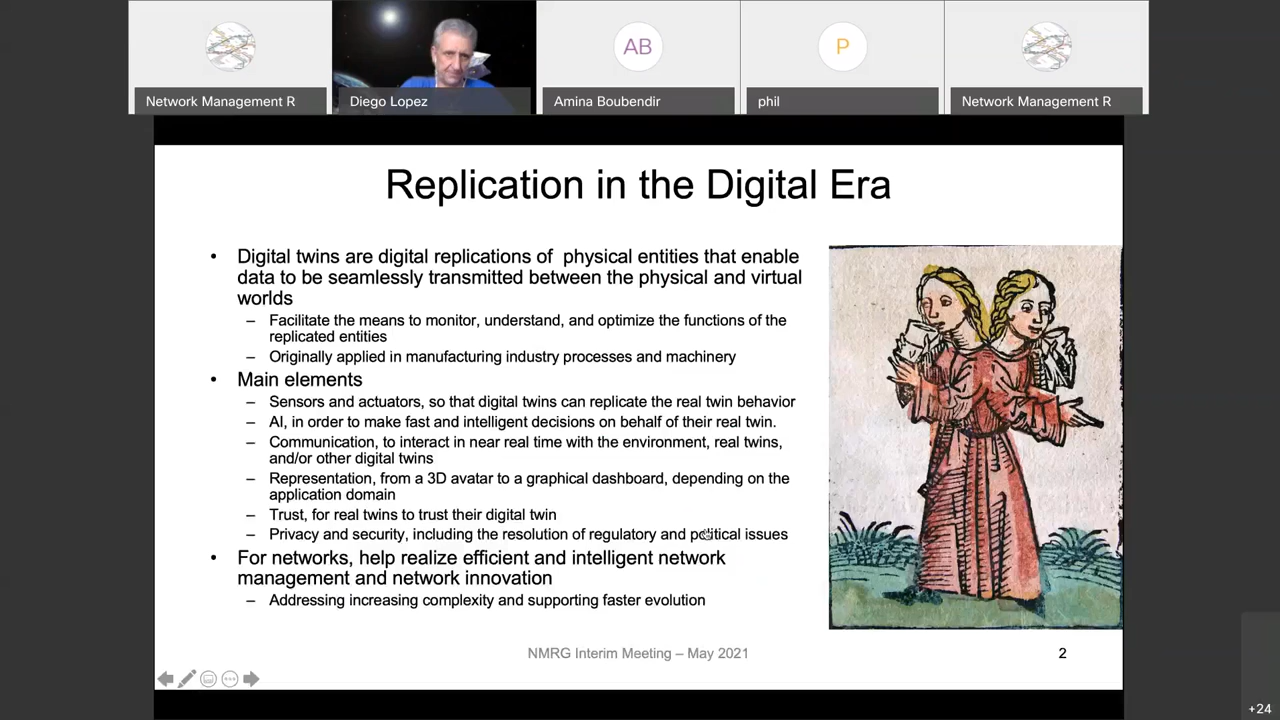 Network Management R
Diego Lopez
AB
Amina Boubendir
P
phil
Network Management R
Replication in the Digital Era
• Digital twins are digital replications of physical entities that enable
data to be seamlessly transmitted between the physical and virtual
worlds
– Facilitate the means to monitor, understand, and optimize the functions of the
replicated entities
– Originally applied in manufacturing industry processes and machinery
• Main elements
– Sensors and actuators, so that digital twins can replicate the real twin behavior
– AI, in order to make fast and intelligent decisions on behalf of their real twin.
– Communication, to interact in near real time with the environment, real twins,
and/or other digital twins
– Representation, from a 3D avatar to a graphical dashboard, depending on the
application domain
– Trust, for real twins to trust their digital twin
– Privacy and security, including the resolution of regulatory and political issues
• For networks, help realize efficient and intelligent network
management and network innovation
– Addressing increasing complexity and supporting faster evolution
NMRG Interim Meeting – May 2021
2
+24